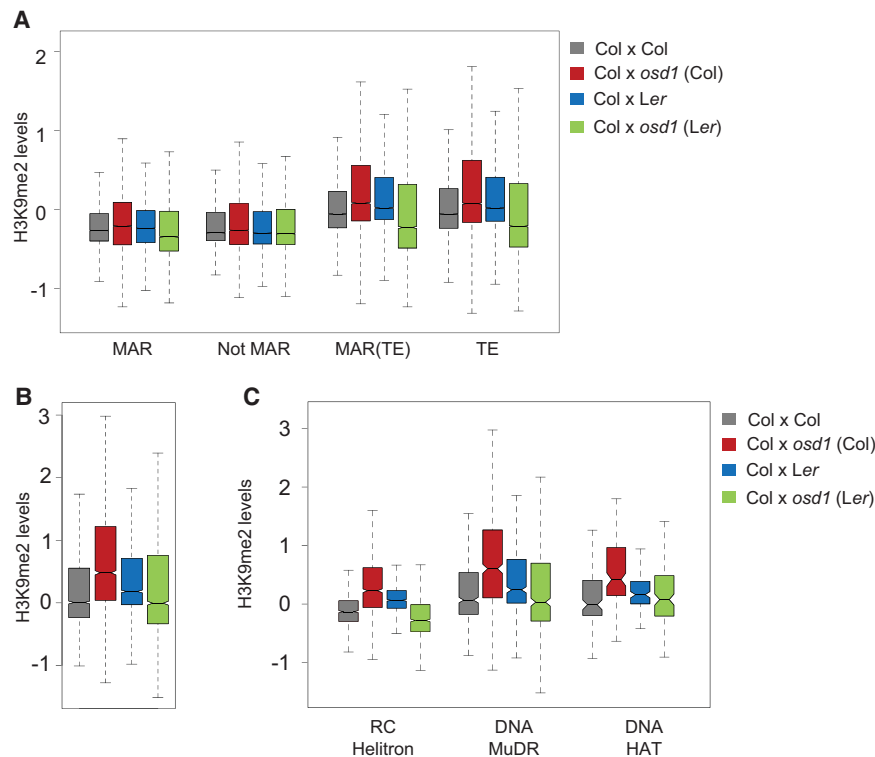 A
H3K9me2 levels
2
1
0
-1
MAR
Not MAR
MAR(TE)
TE
Col x Col
Col x osd1 (Col)
Col x Ler
Col x osd1 (Ler)
B
H3K9me2 levels
3
2
1
0
-1
C
H3K9me2 levels
3
2
1
0
-1
RC
Helitron
DNA
MuDR
DNA
HAT
Col x Col
Col x osd1 (Col)
Col x Ler
Col x osd1 (Ler)